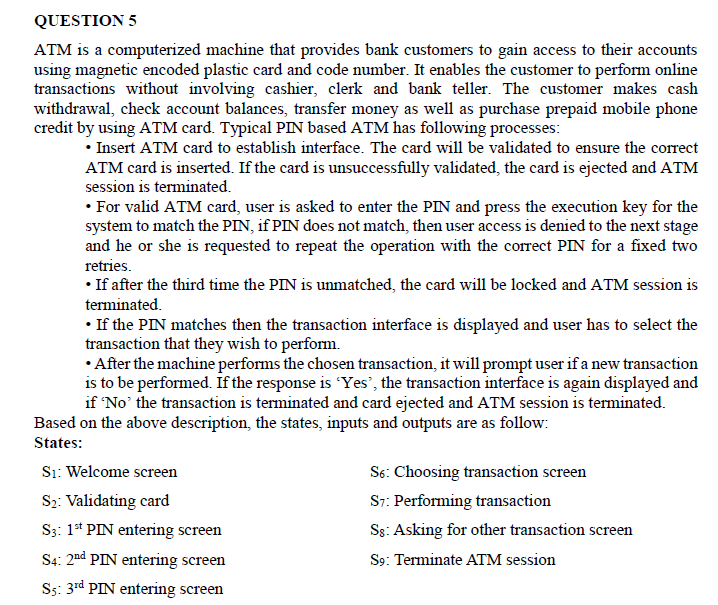 QUESTION 5
ATM is a computerized machine that provides bank customers to gain access to their accounts
using magnetic encoded plastic card and code number. It enables the customer to perform online
transactions without involving cashier, clerk and bank teller. The customer makes cash
withdrawal, check account balances, transfer money as well as purchase prepaid mobile phone
credit by using ATM card. Typical PIN based ATM has following processes:
• Insert ATM card to establish interface. The card will be validated to ensure the correct
ATM card is inserted. If the card is unsuccessfully validated, the card is ejected and ATM
session is terminated.
• For valid ATM card, user is asked to enter the PIN and press the execution key for the
system to match the PIN, if PIN does not match, then user access is denied to the next stage
and he or she is requested to repeat the operation with the correct PIN for a fixed two
retries.
• If after the third time the PIN is unmatched, the card will be locked and ATM session is
terminated.
• If the PIN matches then the transaction interface is displayed and user has to select the
transaction that they wish to perform.
• After the machine performs the chosen transaction, it will prompt user if a new transaction
is to be performed. If the response is ‘Yes’, the transaction interface is again displayed and
if ‘No’ the transaction is terminated and card ejected and ATM session is terminated.
Based on the above description, the states, inputs and outputs are as follow:
States:
S1: Welcome screen
S2: Validating card
S3: 1st PIN entering screen
S4: 2nd PIN entering screen
S5: 3rd PIN entering screen
S6: Choosing transaction screen
S7: Performing transaction
S8: Asking for other transaction screen
S9: Terminate ATM session